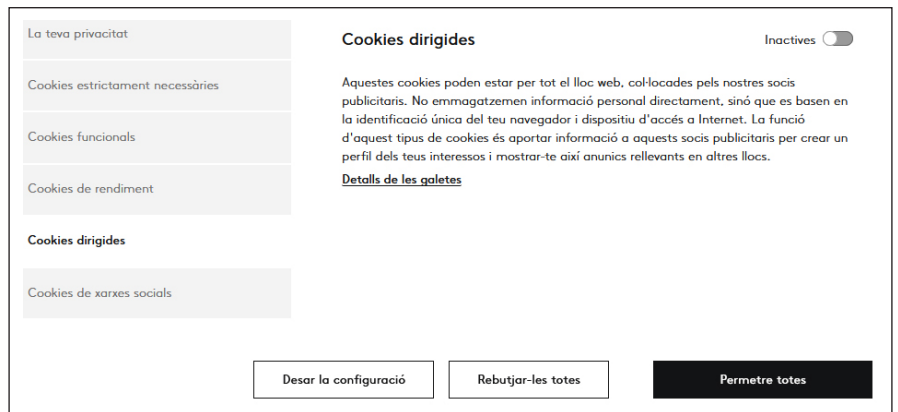 La teva privacitat
Cookies estrictament necessàries
Cookies funcionals
Cookies de rendiment
Cookies dirigides
Cookies de xarxes socials
Cookies dirigides
Inactives
Aquestes cookies poden estar per tot el lloc web, col·locades pels nostres socis
publicitaris. No emmagatzemen informació personal directament, sinó que es basen en
la identificació única del teu navegador i dispositiu d'accés a Internet. La funció
d'aquest tipus de cookies és aportar informació a aquests socis publicitaris per crear un
perfil dels teus interessos i mostrar-te així anuncis rellevants en altres llocs.
Detalls de les galetes
Desar la configuració
Rebutjar-les totes
Permetre totes